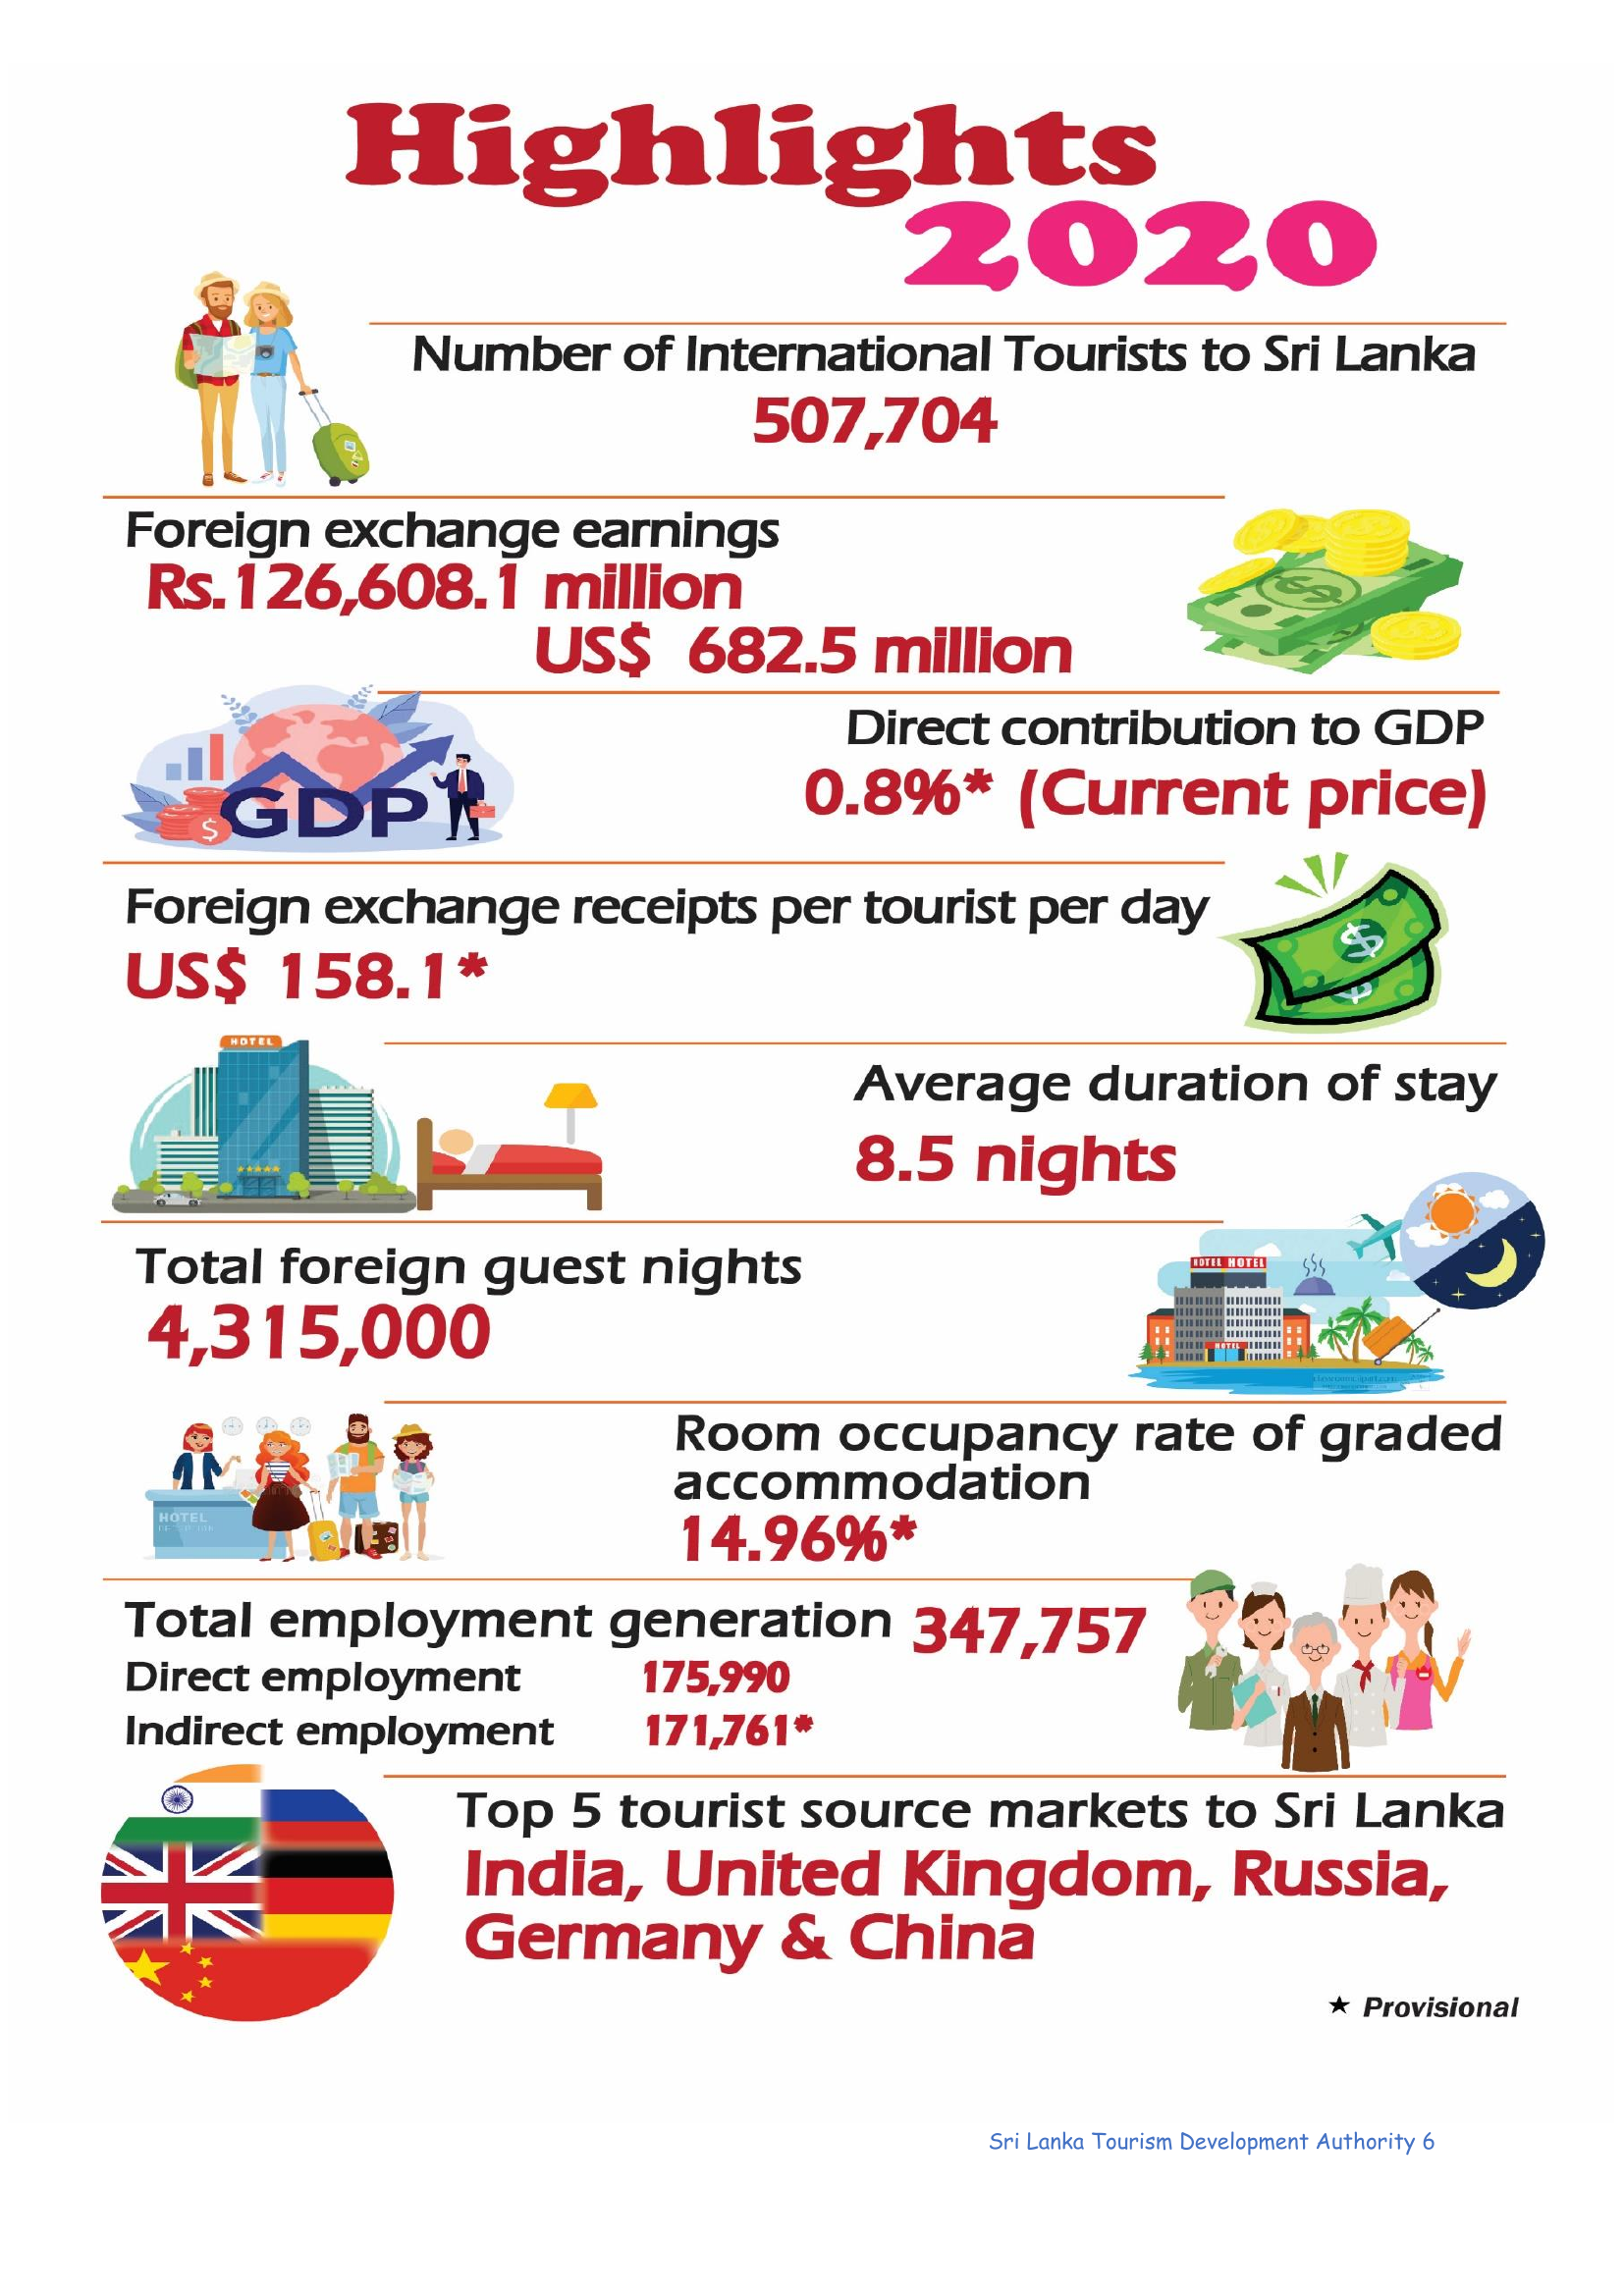 Highlights
2020
Number of International Tourists to Sri Lanka
507,704
Foreign exchange earnings
Rs.126,608.1 million
US$ 682.5 million
GDP
$
Direct contribution to GDP
0.8%* (Current price)
Foreign exchange receipts per tourist per day
US$ 158.1*
HOTEL
Average duration of stay
8.5 nights
Total foreign guest nights
4,315,000
HOTEL HOTEL
HOTEL
Room occupancy rate of graded
accommodation
14.96%*
HOTEL
Total employment generation 347,757
Direct employment 175,990
Indirect employment 171,761*
Top 5 tourist source markets to Sri Lanka
India, United Kingdom, Russia,
Germany & China
★ Provisional
Sri Lanka Tourism Development Authority 6